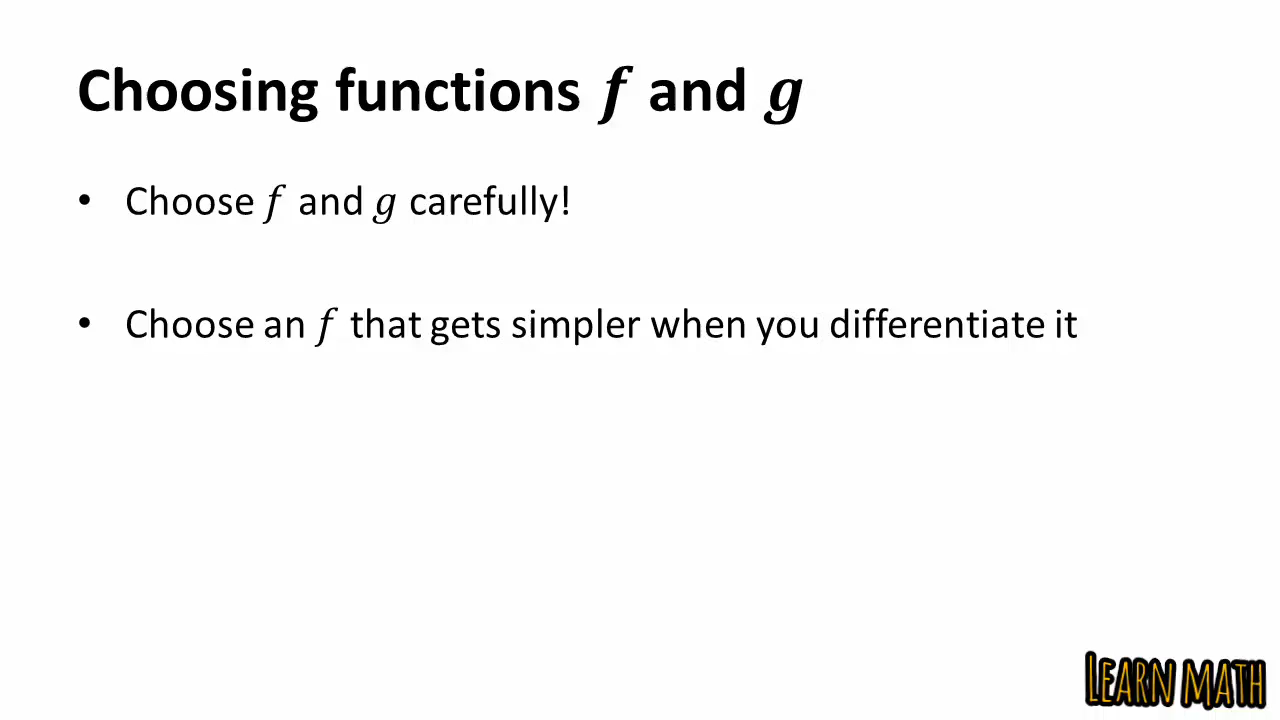 Choosing functions f and g
• Choose f and g carefully!
• Choose an f that gets simpler when you differentiate it
LEARN MATH